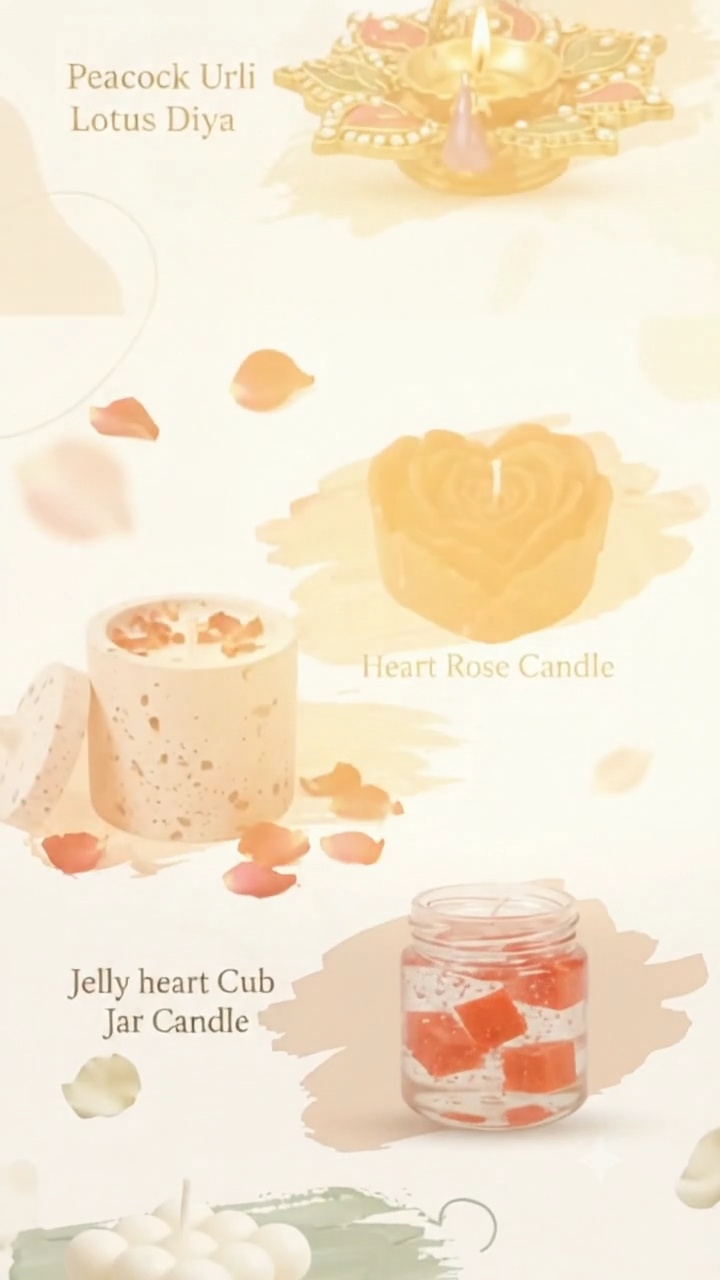 Peacock Urli
Lotus Diya
Heart Rose Candle
Jelly heart Cub
Jar Candle